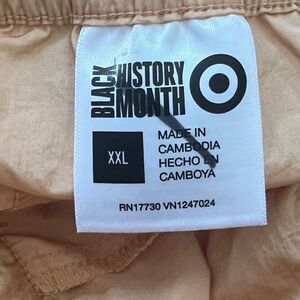 BLACK
HISTORY
MONTH
XXL
MADE IN
CAMBODIA
HECHO EN
CAMBOYA
RN17730 VN1247024